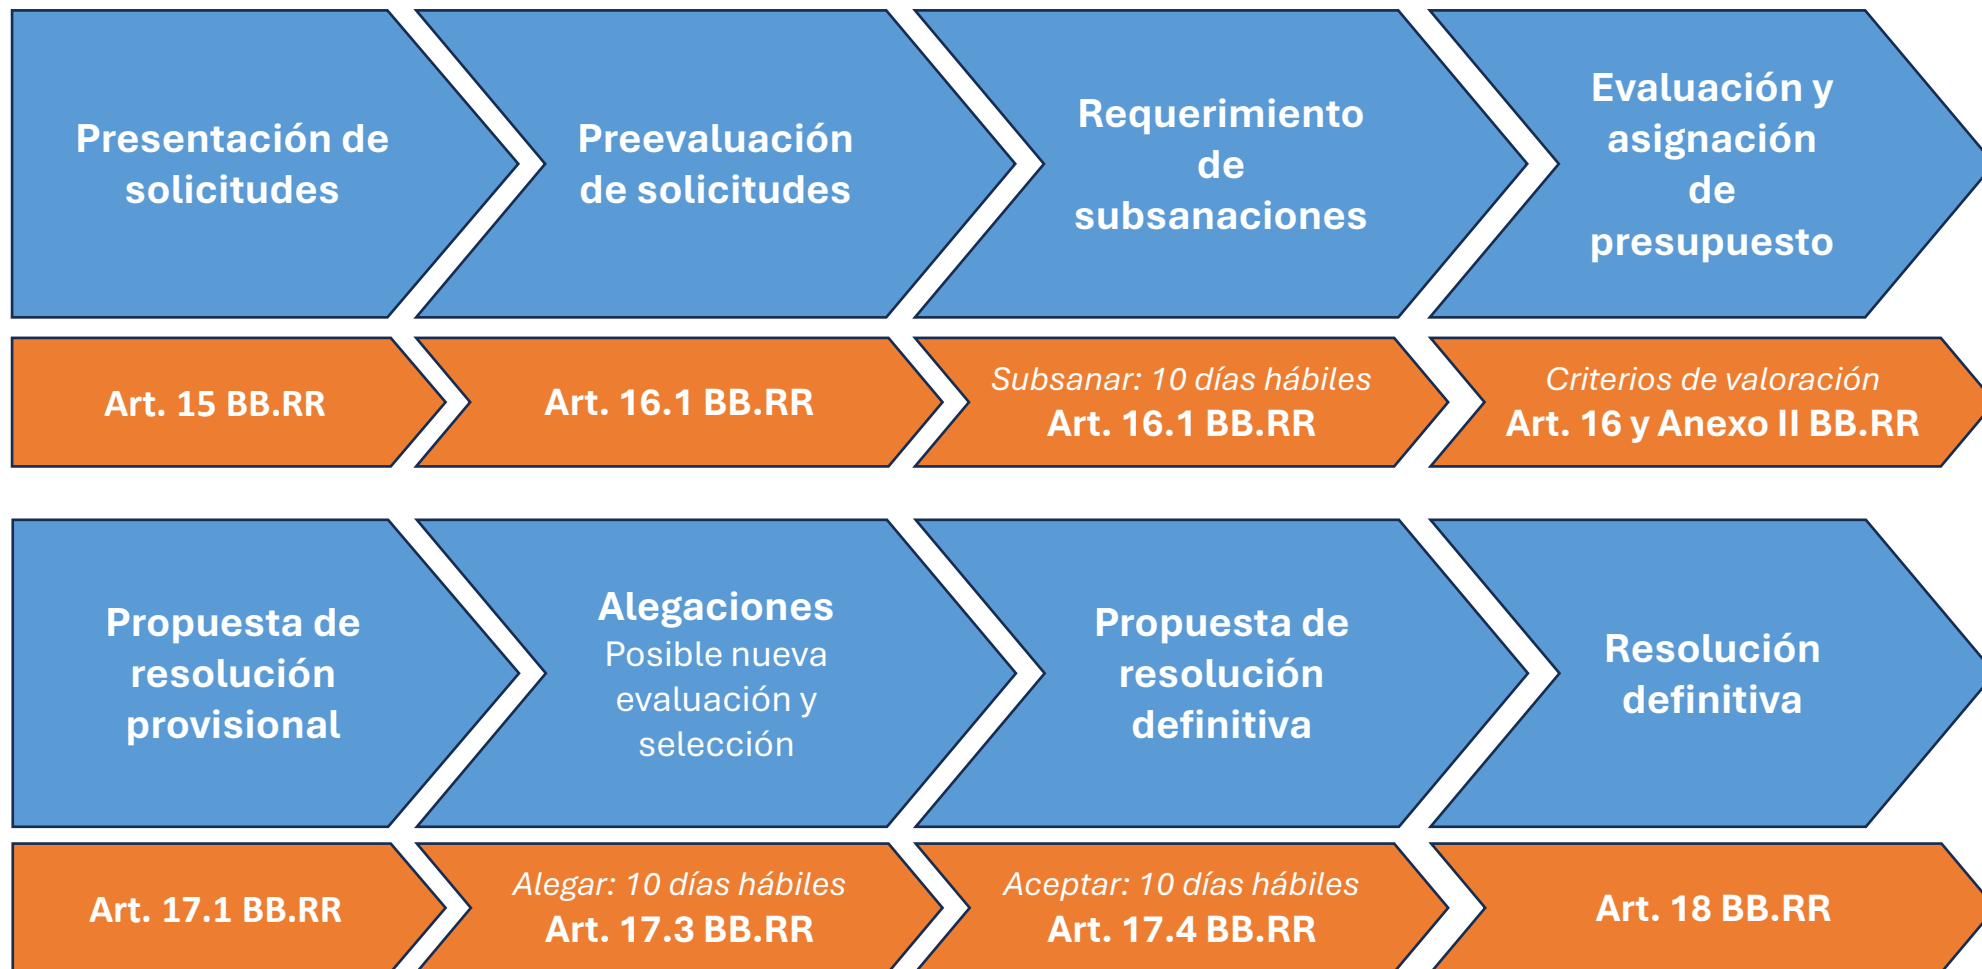 Presentación de
solicitudes
Preevaluación
de solicitudes
Requerimiento
de
subsanaciones
Evaluación y
asignación
de
presupuesto
Art. 15 BB.RR
Art. 16.1 BB.RR
Subsanar: 10 días hábiles
Art. 16.1 BB.RR
Criterios de valoración
Art. 16 y Anexo II BB.RR
Propuesta de
resolución
provisional
Alegaciones
Posible nueva
evaluación y
selección
Propuesta de
resolución
definitiva
Resolución
definitiva
Art. 17.1 BB.RR
Alegar: 10 días hábiles
Art. 17.3 BB.RR
Aceptar: 10 días hábiles
Art. 17.4 BB.RR
Art. 18 BB.RR